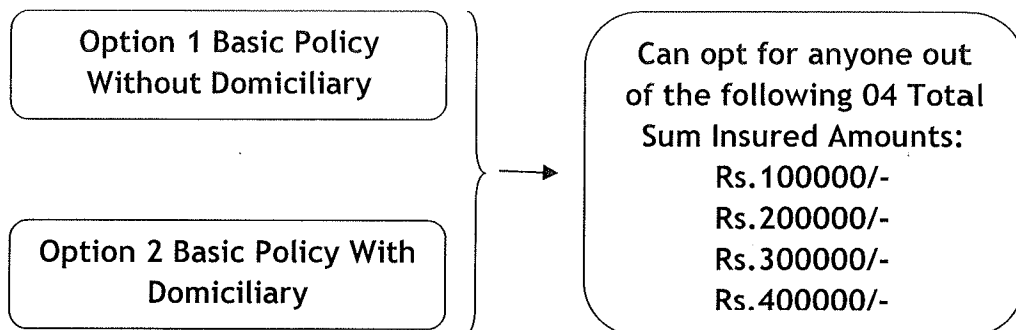 Option 1 Basic Policy
Without Domiciliary
Option 2 Basic Policy With
Domiciliary
Can opt for anyone out
of the following 04 Total
Sum Insured Amounts:
Rs.100000/-
Rs.200000/-
Rs.300000/-
Rs.400000/-